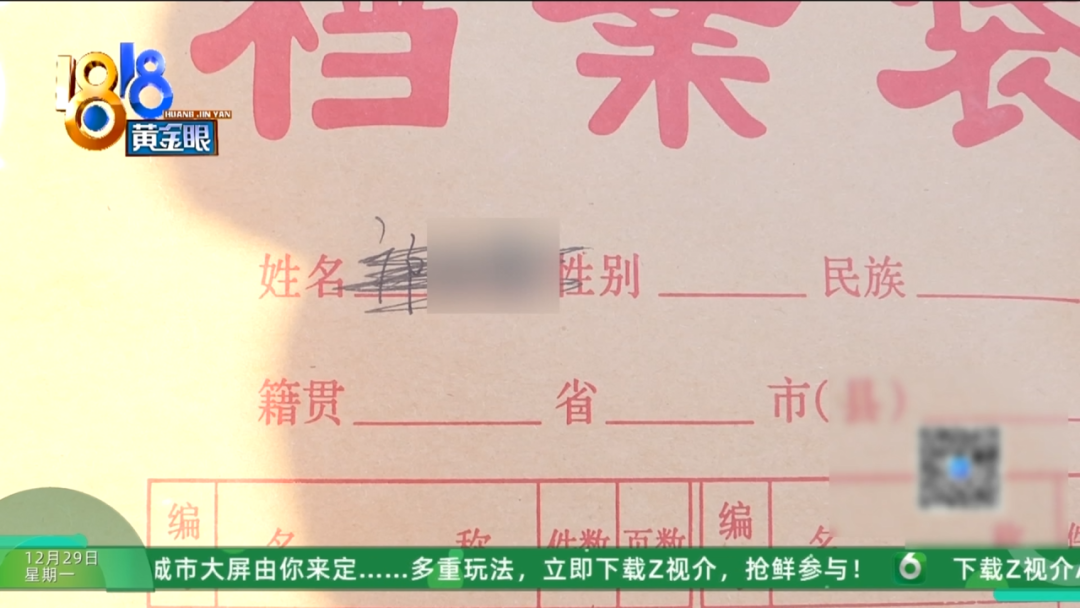 档案袋
1818
HUANG JIN YAN
黄金眼
姓名 性别 民族
籍贯 省 市(县)
编 名 称 件数 页数 编 名
12月29日
星期一
城市大屏由你来定……多重玩法，立即下载Z视介，抢鲜参与！ 6 下载Z视介